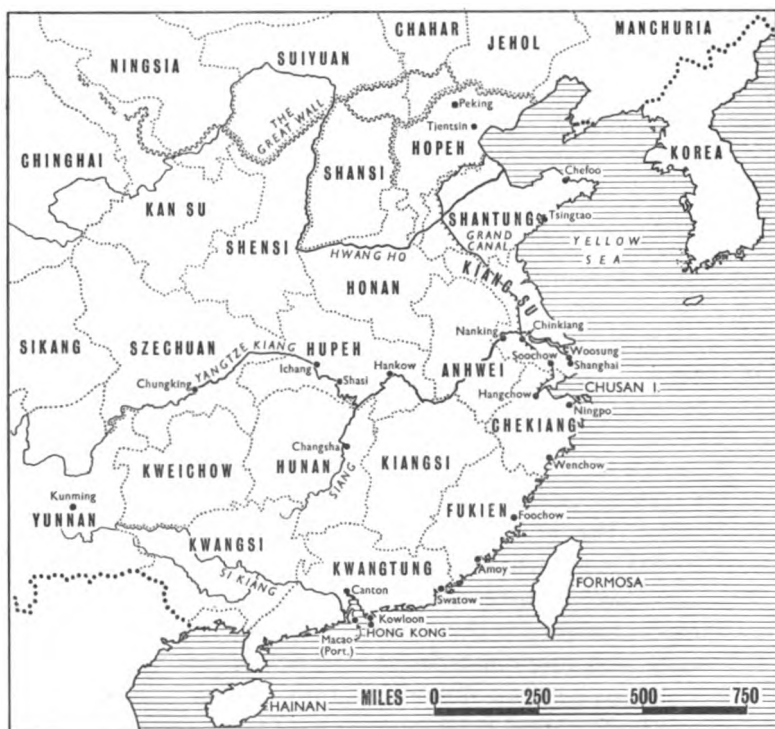 CHAHAR
MANCHURIA
NINGSIA
SUIYUAN
JEHOL
THE
GREAT WALL
Peking
Tientsin
HOPEH
CHINGHAI
SHANSI
KOREA
Chefoo
KAN SU
SHANTUNG
Tsingtao
SHENSI
GRAND
CANAL
HWANG HO
YELLOW
SEA
KIANG-SU
HONAN
SIKANG
SZECHUAN
YANGTZE KIANG
HUPEH
Nanking
Chinkiang
Woosung
Ichang
Hankow
Soochow
Shanghai
Chungking
Shasi
ANHWEI
Hangchow
CHUSAN I.
Ningpo
CHEKIANG
Changsha
KWEICHOW
HUNAN
SIANG
KIANGSI
Wenchow
Kunming
YUNNAN
FUKIEN
Foochow
KWANGSI
SI KIANG
KWANGTUNG
Amoy
FORMOSA
Canton
Swatow
Kowloon
HONG KONG
Macao
(Port.)
HAINAN
MILES 0 250 500 750